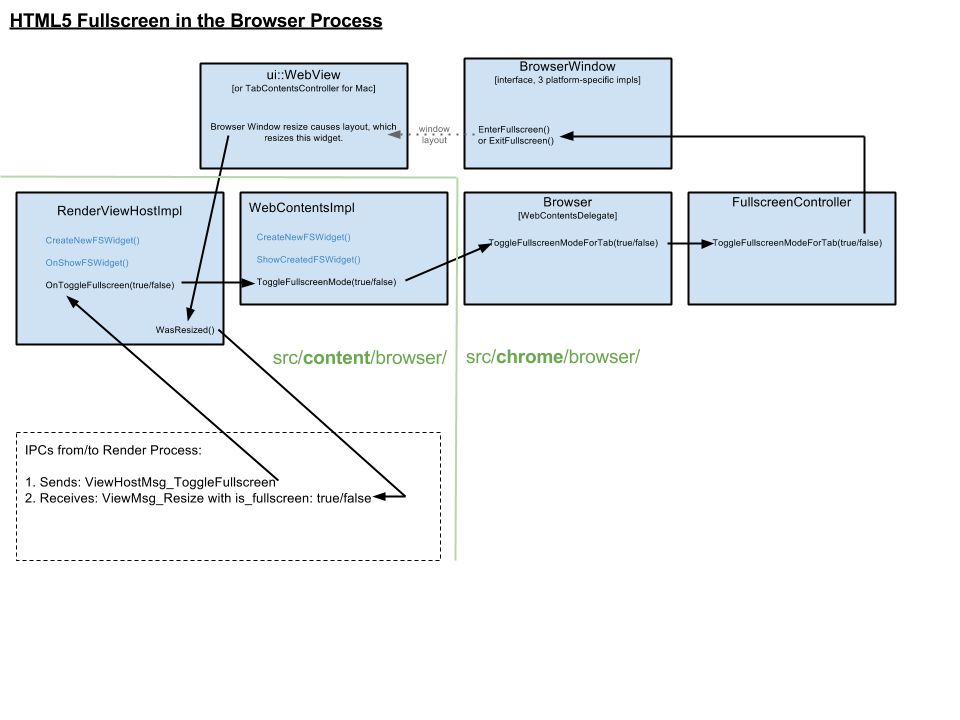 HTML5 Fullscreen in the Browser Process
ui::WebView
[or TabContentsController for Mac]
Browser Window resize causes layout, which
resizes this widget.
window
layout
BrowserWindow
[interface, 3 platform-specific impls]
EnterFullscreen()
or ExitFullscreen()
RenderViewHostImpl
CreateNewFSWidget()
OnShowFSWidget()
OnToggleFullscreen(true/false)
WasResized()
WebContentsImpl
CreateNewFSWidget()
ShowCreatedFSWidget()
ToggleFullscreenMode(true/false)
Browser
[WebContentsDelegate]
ToggleFullscreenModeForTab(true/false)
FullscreenController
ToggleFullscreenModeForTab(true/false)
src/content/browser/
src/chrome/browser/
IPCs from/to Render Process:
1. Sends: ViewHostMsg_ToggleFullscreen
2. Receives: ViewMsg_Resize with is_fullscreen: true/false